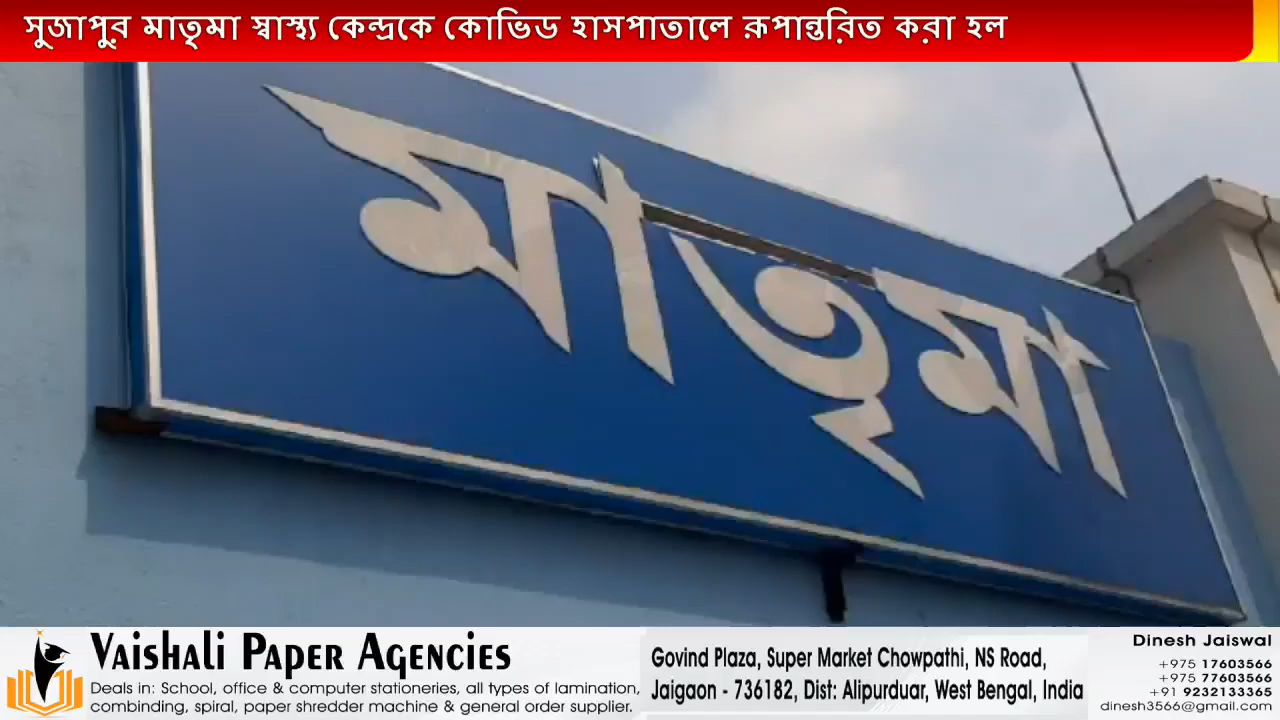 সুজাপুর মাতৃমা স্বাস্থ্য কেন্দ্রকে কোভিড হাসপাতালে রূপান্তরিত করা হল
মাতৃমা
Vaishali Paper Agencies
Deals in: School, office & computer stationeries, all types of lamination,
combinding, spiral, paper shredder machine & general order supplier.
Govind Plaza, Super Market Chowpathi, NS Road,
Jaigaon - 736182, Dist: Alipurduar, West Bengal, India
Dinesh Jaiswal
+975 17603566
+975 77603566
+91 9232133365
dinesh3566@gmail.com